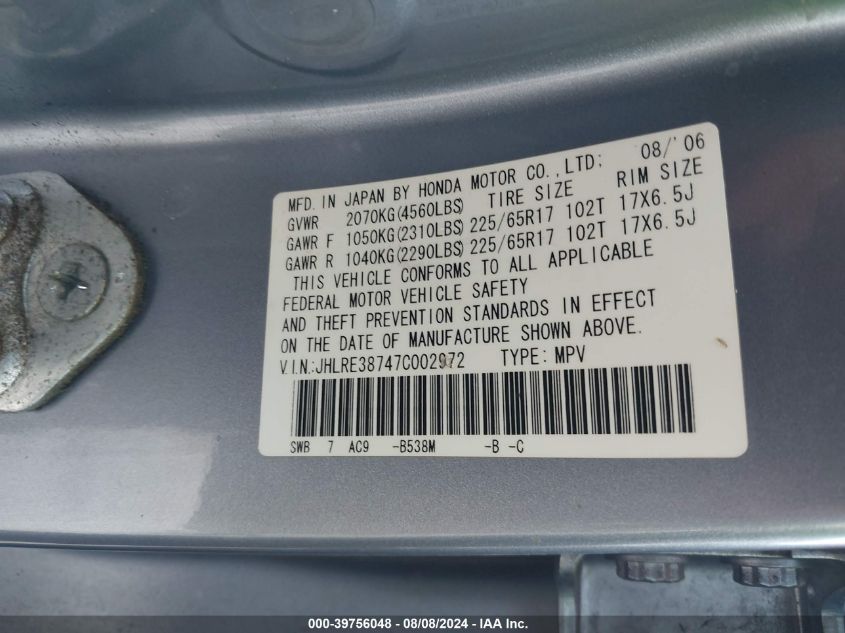 MFD. IN JAPAN BY HONDA MOTOR CO., LTD: 08/'06
GVWR 2070KG(4560LBS) TIRE SIZE RIM SIZE
GAWR F 1050KG(2310LBS) 225/65R17 102T 17X6.5J
GAWR R 1040KG(2290LBS) 225/65R17 102T 17X6.5J
THIS VEHICLE CONFORMS TO ALL APPLICABLE
FEDERAL MOTOR VEHICLE SAFETY
AND THEFT PREVENTION STANDARDS IN EFFECT
ON THE DATE OF MANUFACTURE SHOWN ABOVE.
V.I.N.:JHLRE38747C002972 TYPE: MPV
SWB 7 AC9 -B538M -B -C
000-39756048 - 08/08/2024 - IAA Inc.